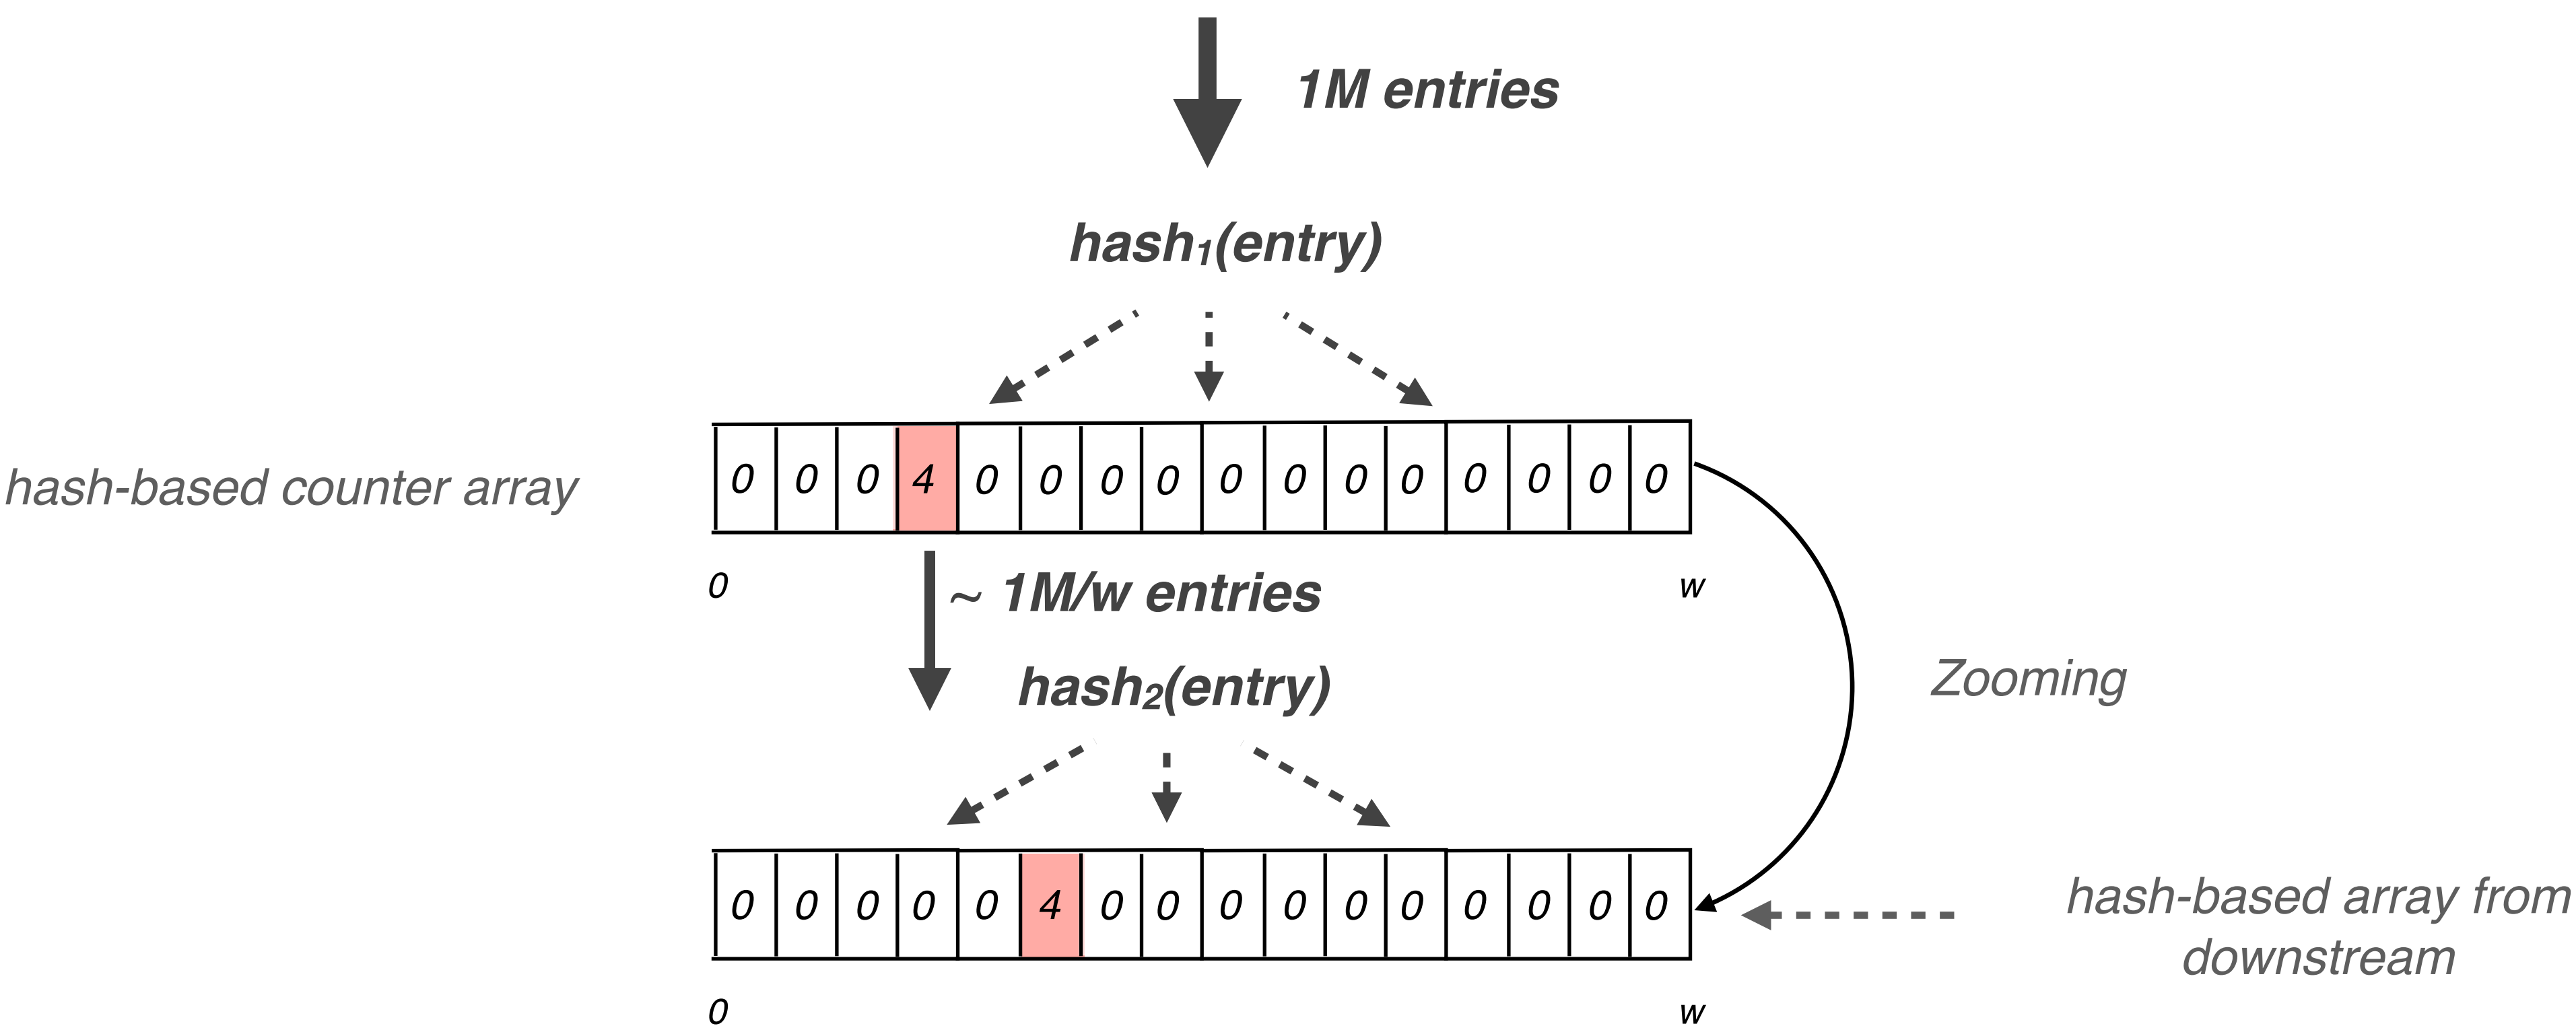 1M entries
hash₁(entry)
hash-based counter array
0 0 0 4 0 0 0 0 0 0 0 0 0 0 0 0
0 w
~ 1M/w entries
hash₂(entry)
Zooming
0 0 0 0 0 4 0 0 0 0 0 0 0 0 0 0
hash-based array from
downstream
0 w